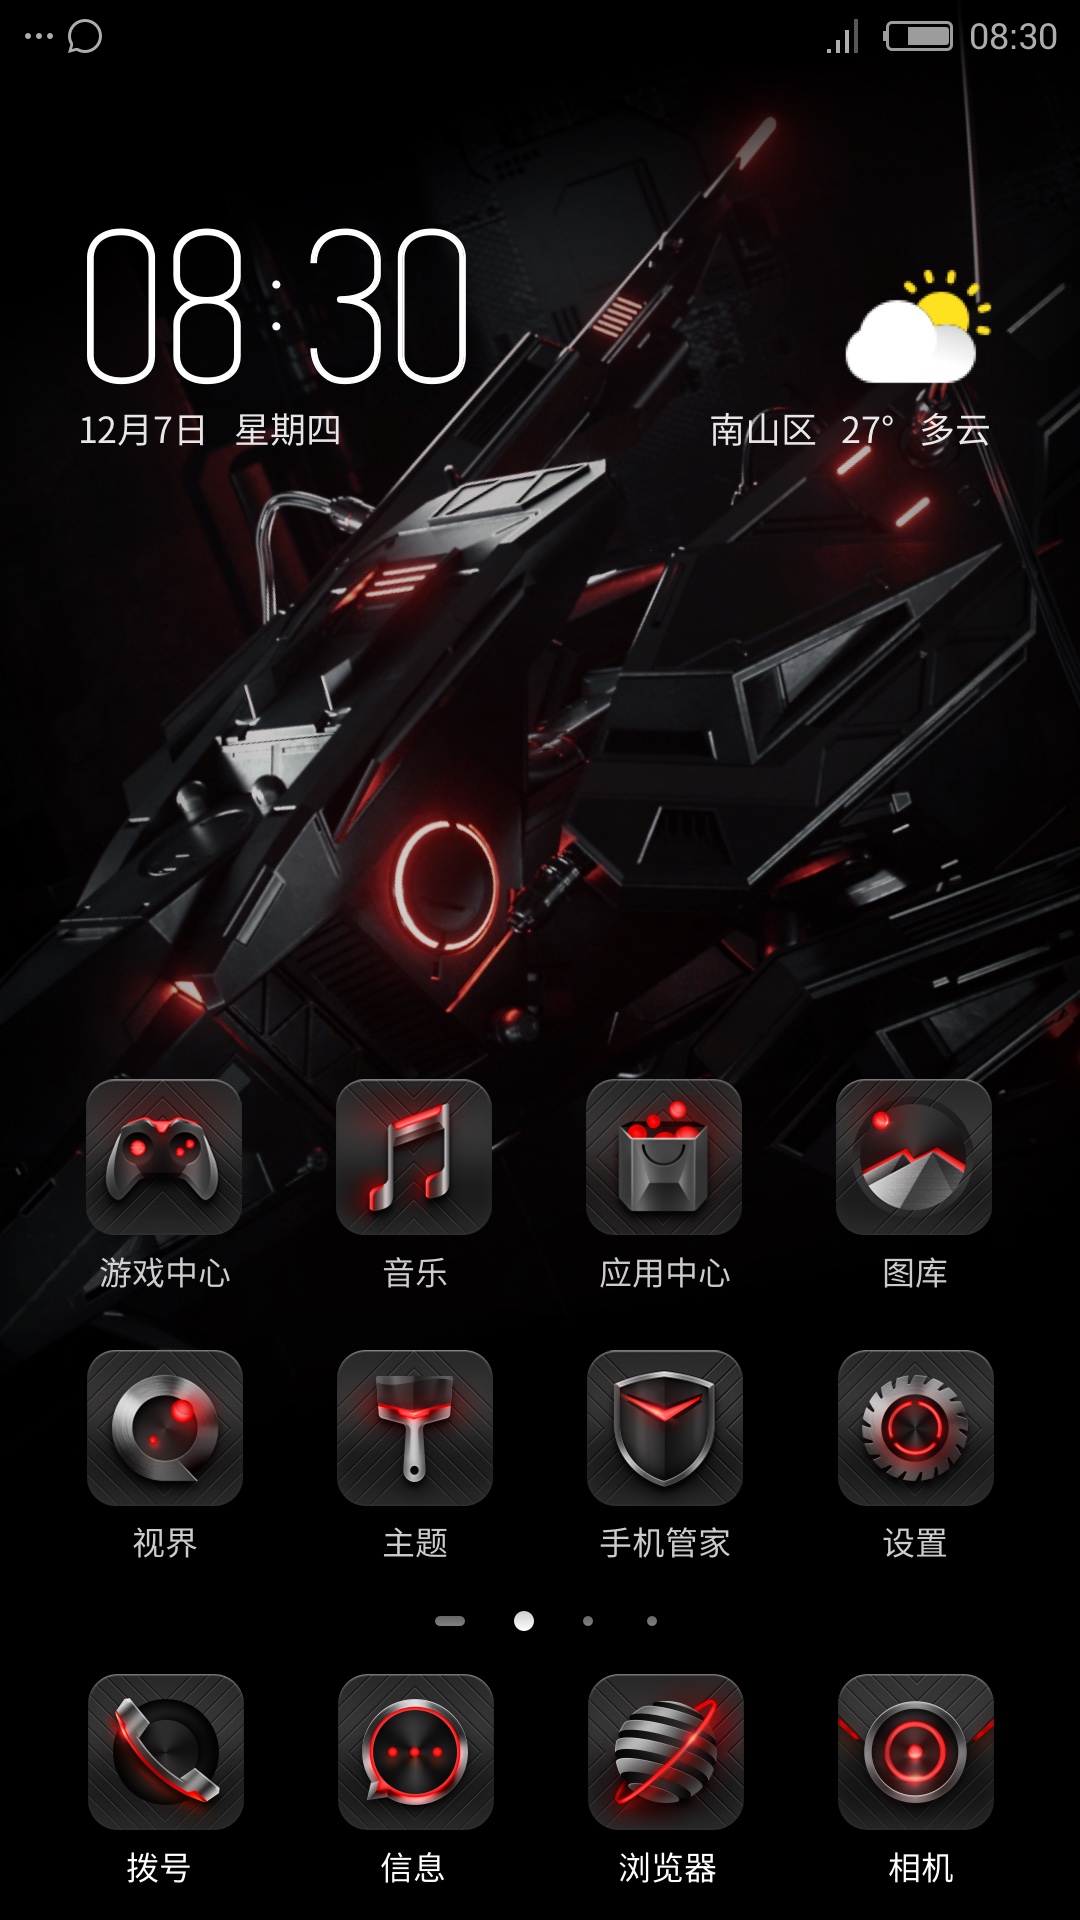 08:30
08:30
12月7日 星期四
南山区 27° 多云
游戏中心 音乐 应用中心 图库
视界 主题 手机管家 设置
拨号 信息 浏览器 相机